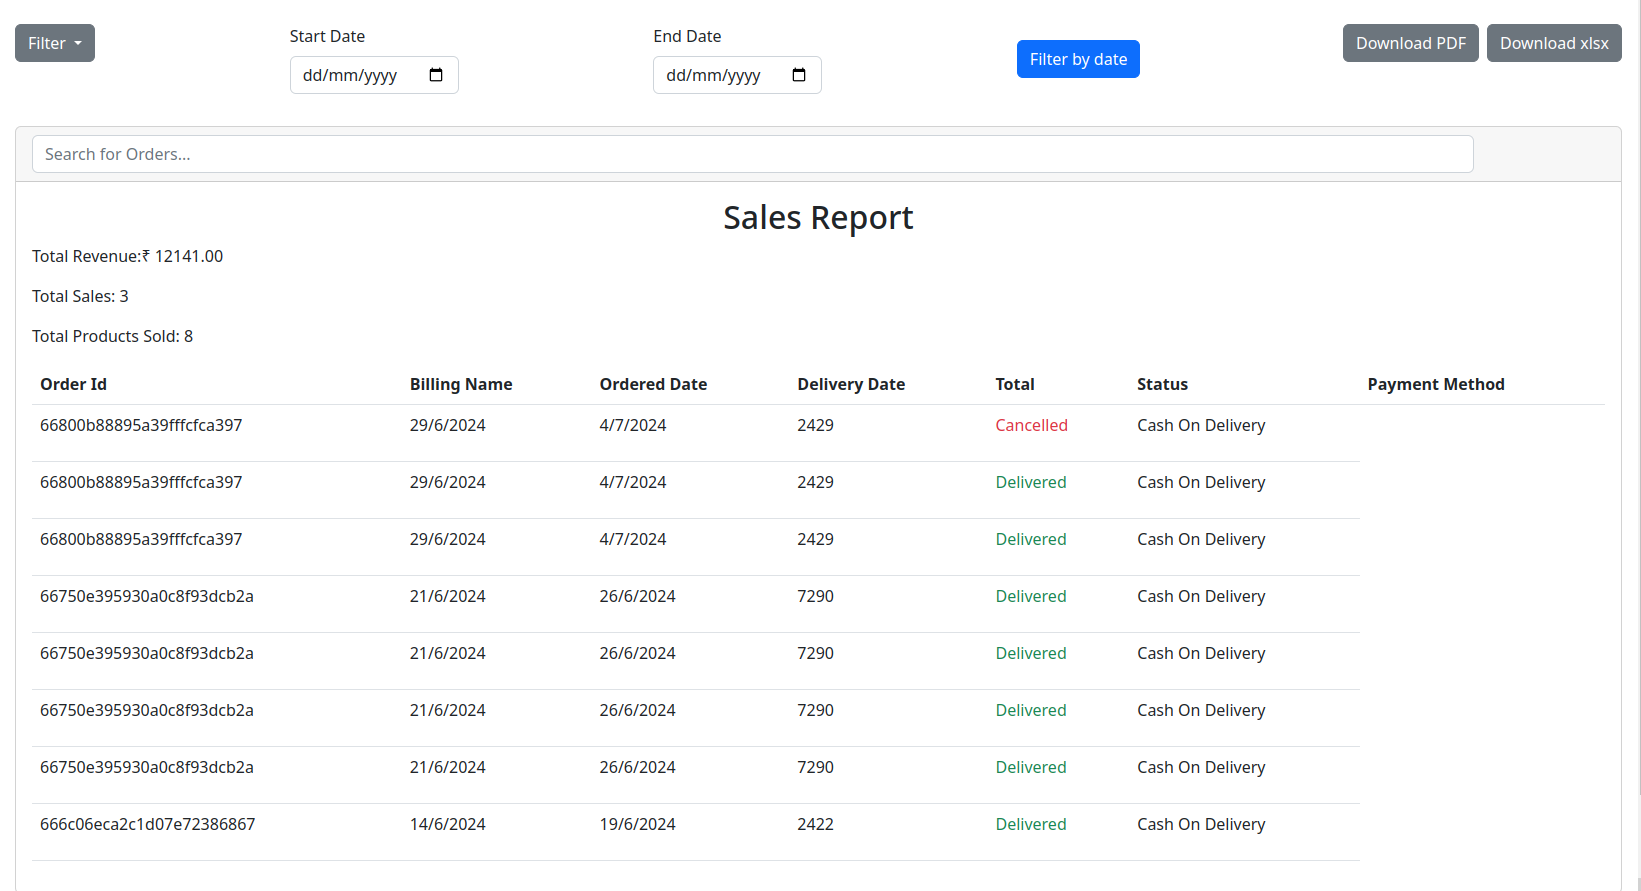 Filter
Start Date
dd/mm/yyyy
End Date
dd/mm/yyyy
Filter by date
Download PDF
Download xlsx
Search for Orders...
Sales Report
Total Revenue:₹ 12141.00
Total Sales: 3
Total Products Sold: 8
Order Id Billing Name Ordered Date Delivery Date Total Status Payment Method
66800b88895a39fffcfca397 29/6/2024 4/7/2024 2429 Cancelled Cash On Delivery
66800b88895a39fffcfca397 29/6/2024 4/7/2024 2429 Delivered Cash On Delivery
66800b88895a39fffcfca397 29/6/2024 4/7/2024 2429 Delivered Cash On Delivery
66750e395930a0c8f93dcb2a 21/6/2024 26/6/2024 7290 Delivered Cash On Delivery
66750e395930a0c8f93dcb2a 21/6/2024 26/6/2024 7290 Delivered Cash On Delivery
66750e395930a0c8f93dcb2a 21/6/2024 26/6/2024 7290 Delivered Cash On Delivery
66750e395930a0c8f93dcb2a 21/6/2024 26/6/2024 7290 Delivered Cash On Delivery
666c06eca2c1d07e72386867 14/6/2024 19/6/2024 2422 Delivered Cash On Delivery